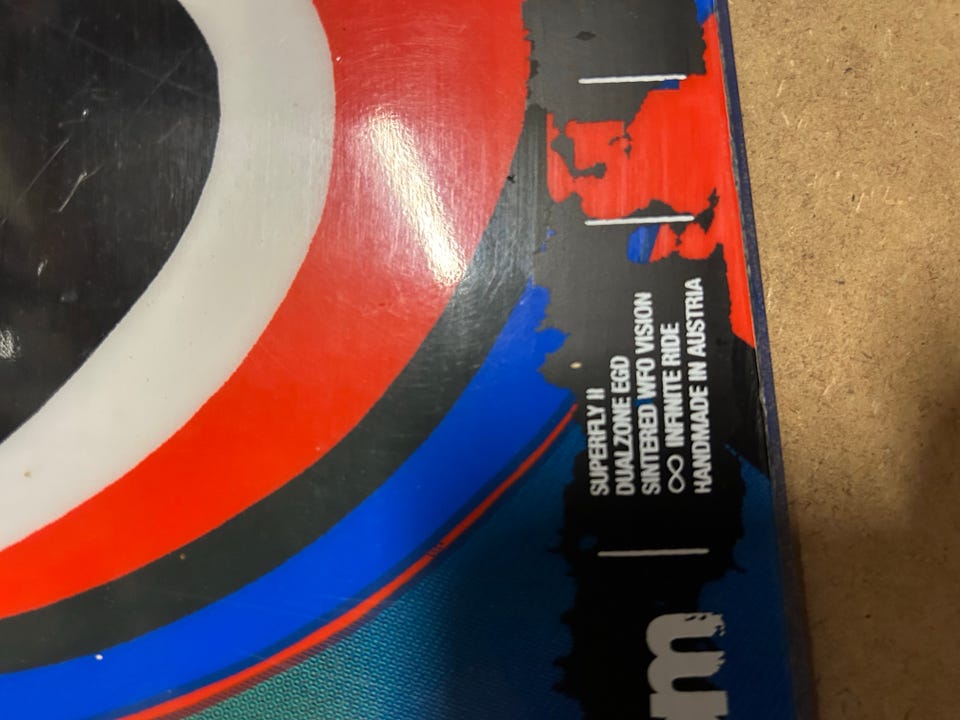 SUPERFLY II
DUALZONE EGD
SINTERED WFO VISION
∞ INFINITE RIDE
HANDMADE IN AUSTRIA
m